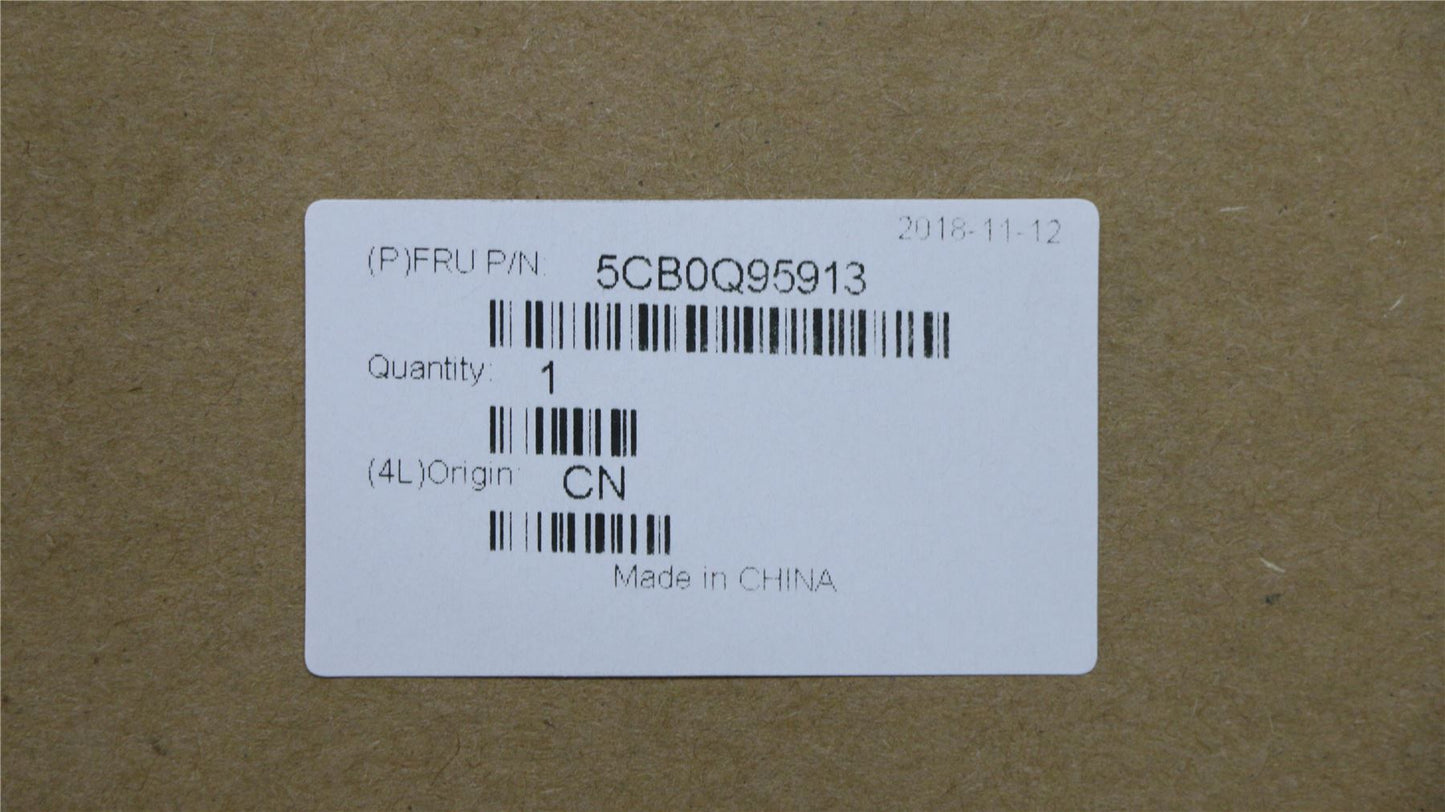 2018-11-12
(P)FRU P/N: 5CB0Q95913
Quantity: 1
(4L)Origin: CN
Made in CHINA